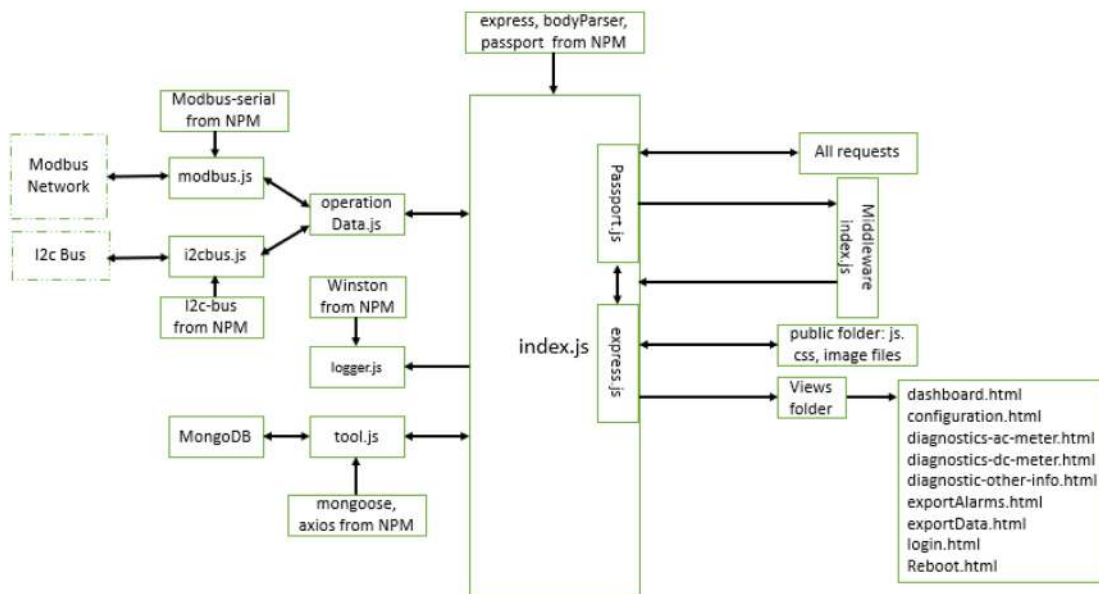 express, bodyParser,
passport from NPM
Modbus-serial
from NPM
Modbus
Network
modbus.js
operation
Data.js
I2c Bus
i2cbus.js
I2c-bus
from NPM
Winston
from NPM
logger.js
MongoDB
tool.js
mongoose,
axios from NPM
index.js
Passport.js
express.js
All requests
Middleware
index.js
public folder: js.
css, image files
Views
folder
dashboard.html
configuration.html
diagnostics-ac-meter.html
diagnostics-dc-meter.html
diagnostic-other-info.html
exportAlarms.html
exportData.html
login.html
Reboot.html